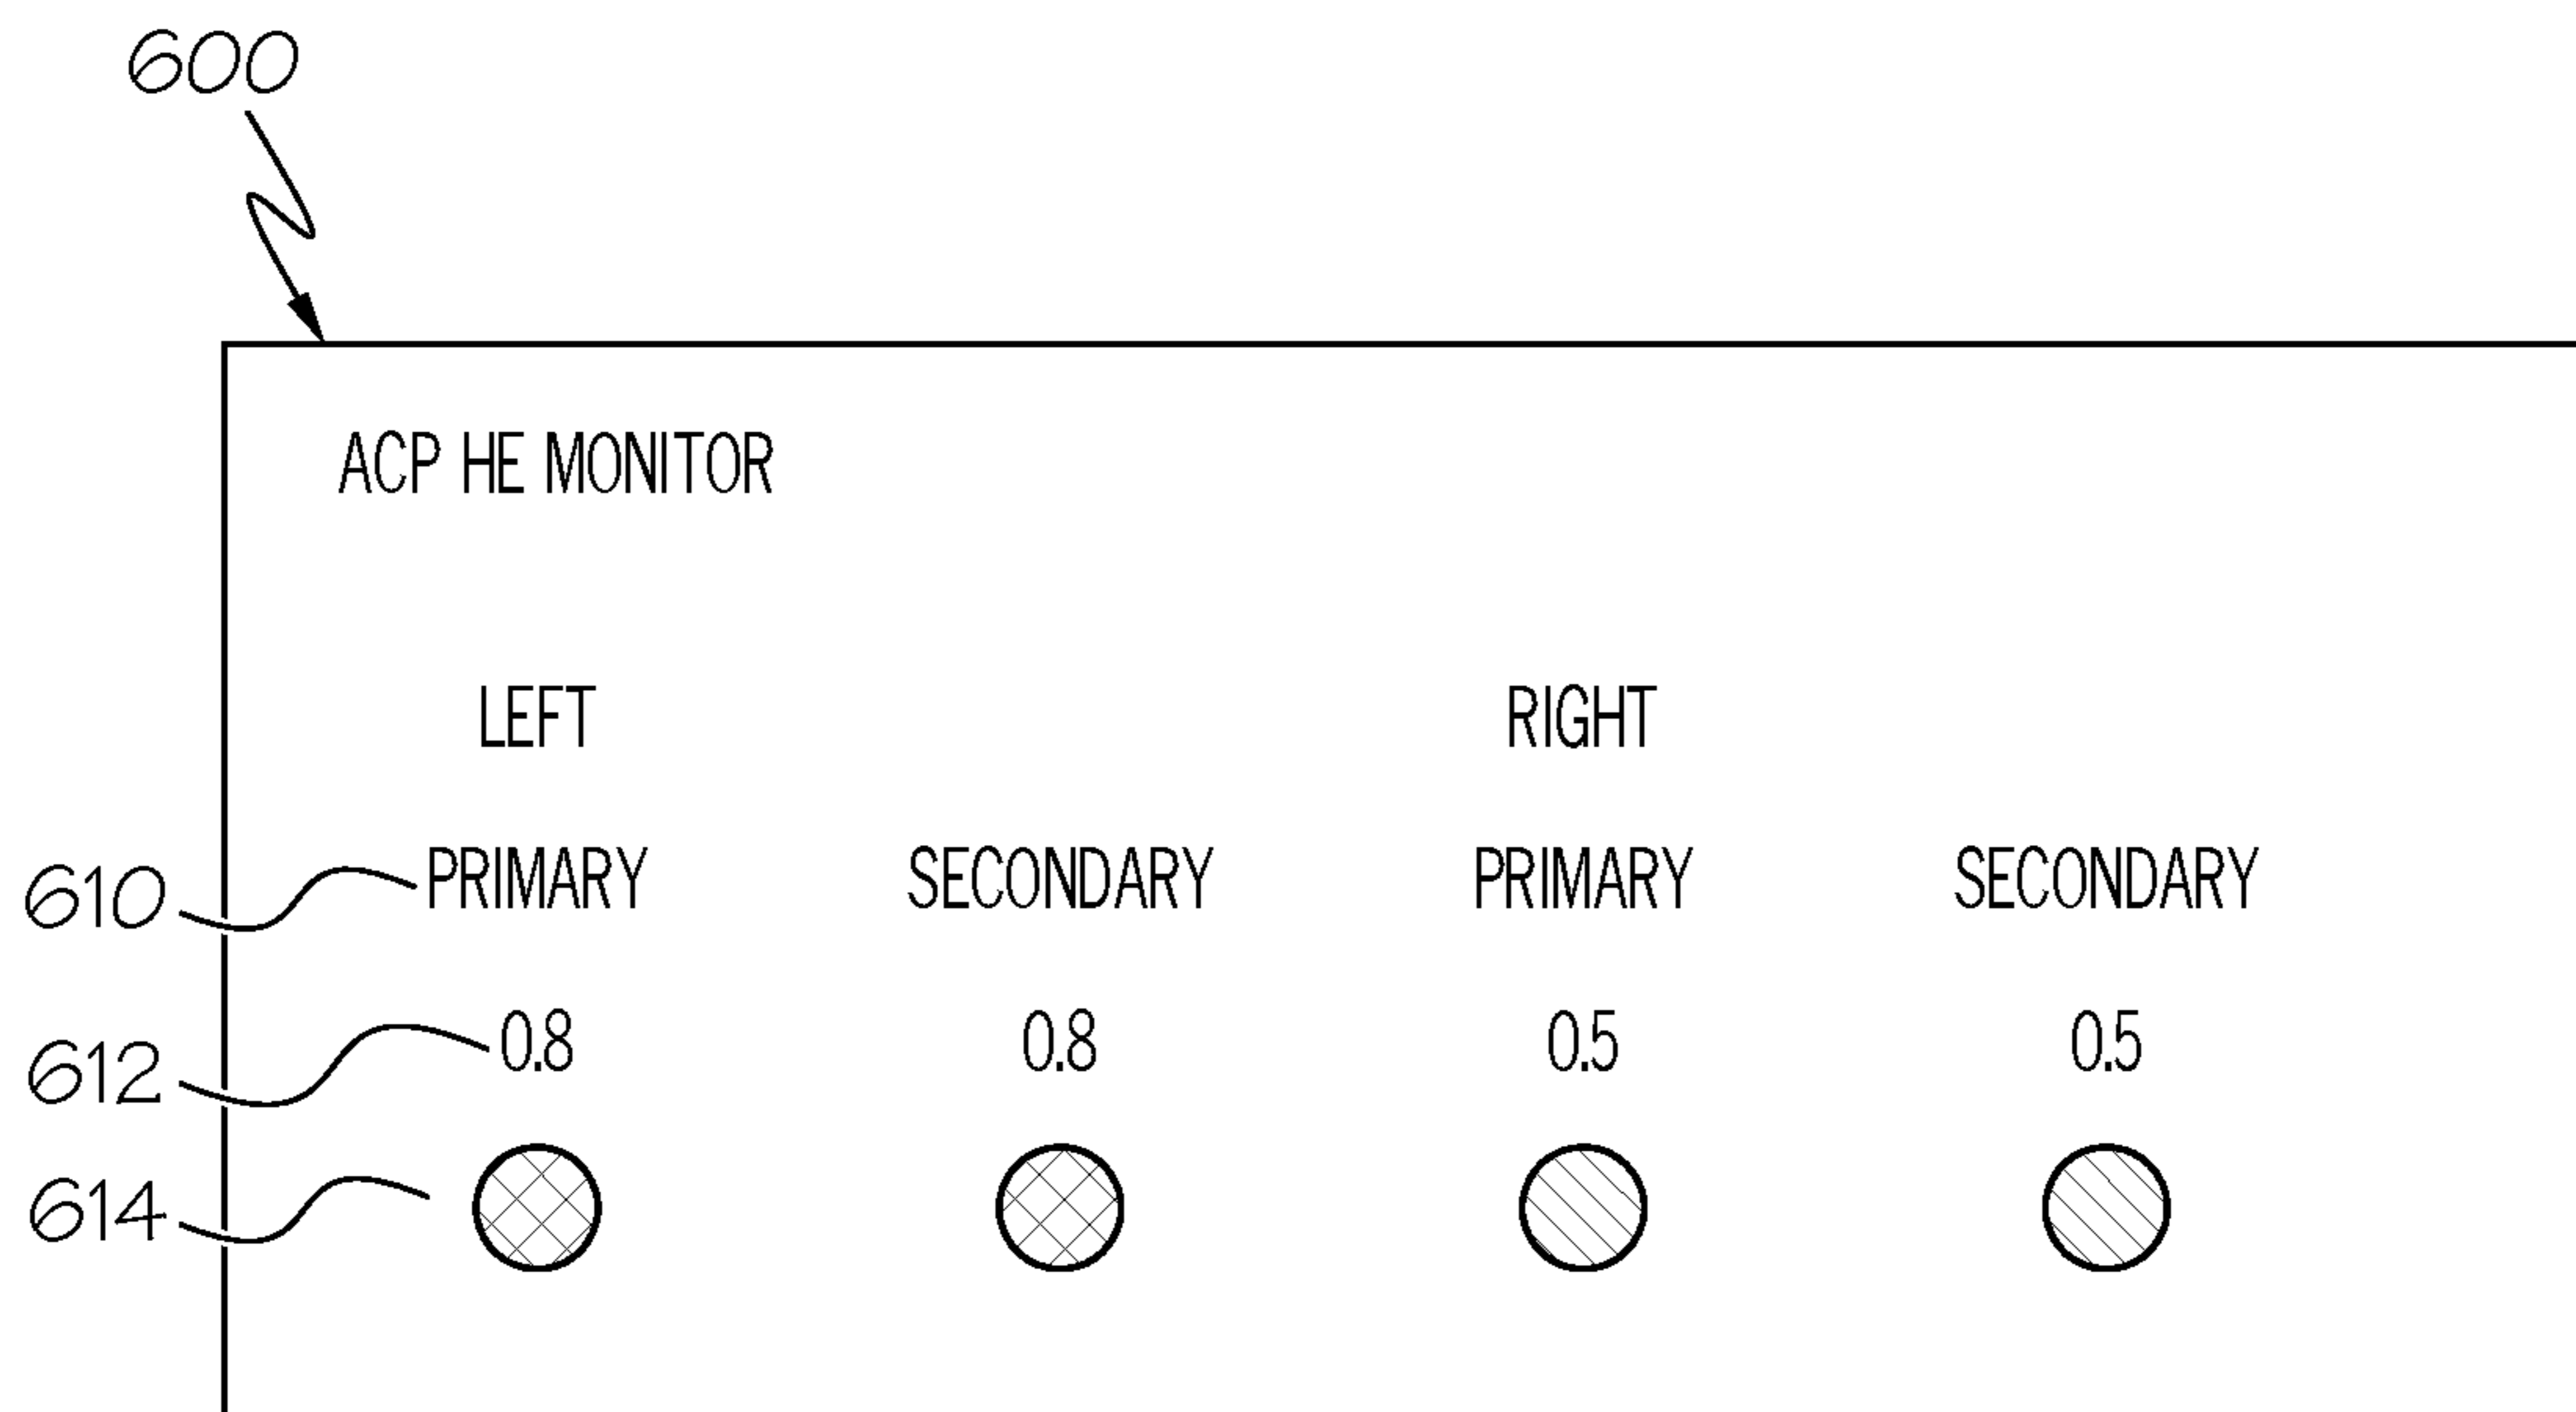 600
ACP HE MONITOR
LEFT RIGHT
610 PRIMARY SECONDARY PRIMARY SECONDARY
612 0.8 0.8 0.5 0.5
614